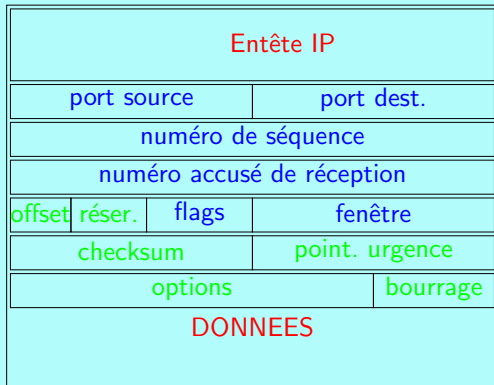 Entête IP
port source port dest.
numéro de séquence
numéro accusé de réception
offset réser. flags fenêtre
checksum point. urgence
options bourrage
DONNEES